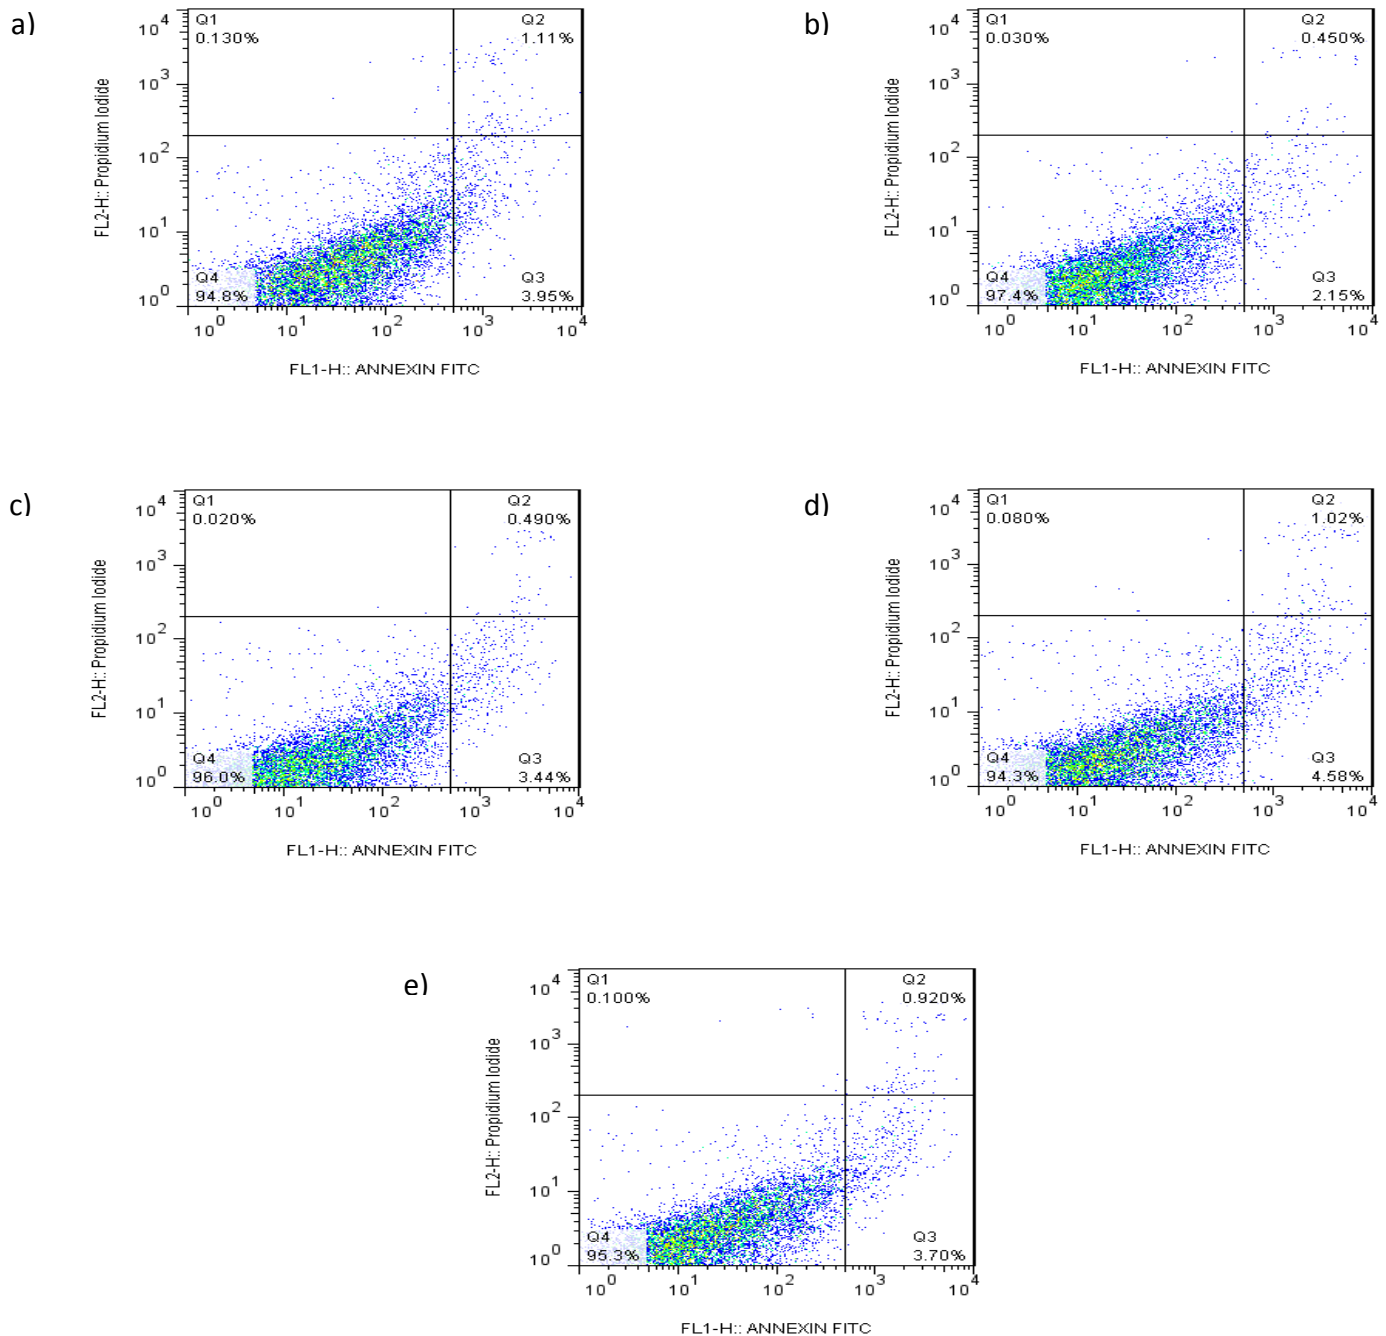 a)
10^4
10^3
10^2
10^1
10^0
FL2-H:: Propidium Iodide
Q1
0.130%
Q2
1.11%
Q4
94.8%
Q3
3.95%
10^0 10^1 10^2 10^3 10^4
FL1-H:: ANNEXIN FITC
b)
10^4
10^3
10^2
10^1
10^0
FL2-H:: Propidium Iodide
Q1
0.030%
Q2
0.450%
Q4
97.4%
Q3
2.15%
10^0 10^1 10^2 10^3 10^4
FL1-H:: ANNEXIN FITC
c)
10^4
10^3
10^2
10^1
10^0
FL2-H:: Propidium Iodide
Q1
0.020%
Q2
0.490%
Q4
96.0%
Q3
3.44%
10^0 10^1 10^2 10^3 10^4
FL1-H:: ANNEXIN FITC
d)
10^4
10^3
10^2
10^1
10^0
FL2-H:: Propidium Iodide
Q1
0.080%
Q2
1.02%
Q4
94.3%
Q3
4.58%
10^0 10^1 10^2 10^3 10^4
FL1-H:: ANNEXIN FITC
e)
10^4
10^3
10^2
10^1
10^0
FL2-H:: Propidium Iodide
Q1
0.100%
Q2
0.920%
Q4
95.3%
Q3
3.70%
10^0 10^1 10^2 10^3 10^4
FL1-H:: ANNEXIN FITC